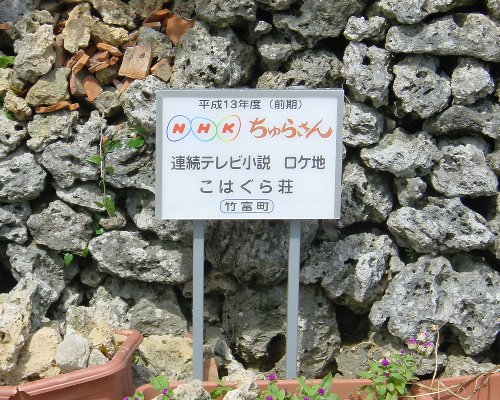 平成13年度（前期）
NHK ちゅらさん
連続テレビ小説 ロケ地
こはぐら荘
竹富町